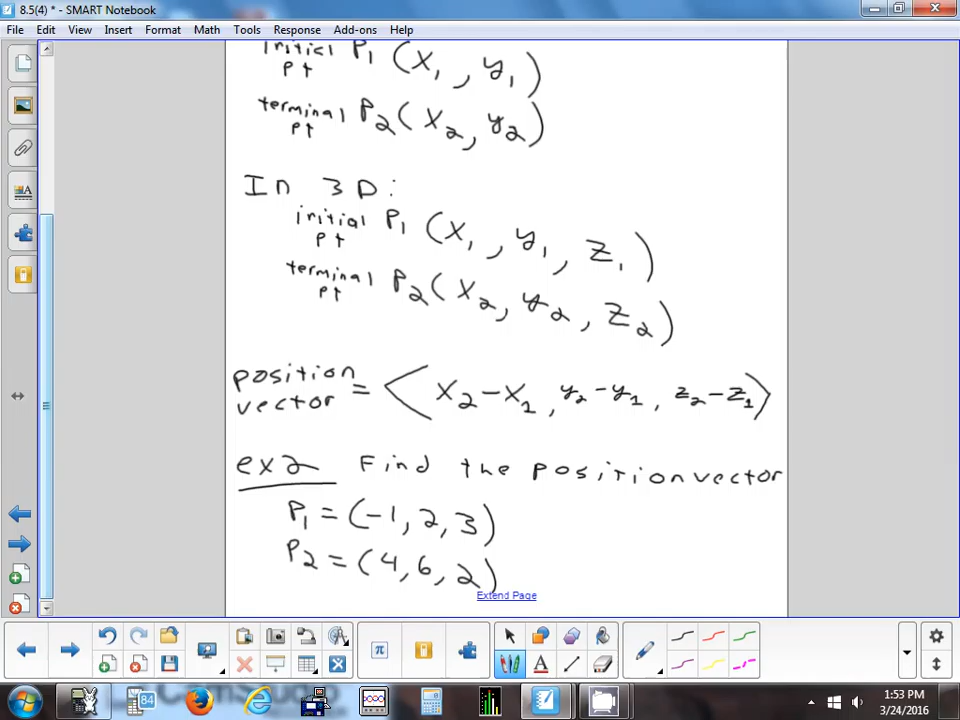 8.5(4) * - SMART Notebook
File Edit View Insert Format Math Tools Response Add-ons Help
initial P1 (x1, y1)
pt
terminal P2 (x2, y2)
pt
In 3D:
initial P1 (x1, y1, z1)
pt
terminal P2 (x2, y2, z2)
pt
position vector = <x2-x1, y2-y1, z2-z1>
ex2 Find the position vector
P1 = (-1, 2, 3)
P2 = (4, 6, 2)
Extend Page
π
A
84
1:53 PM
3/24/2016